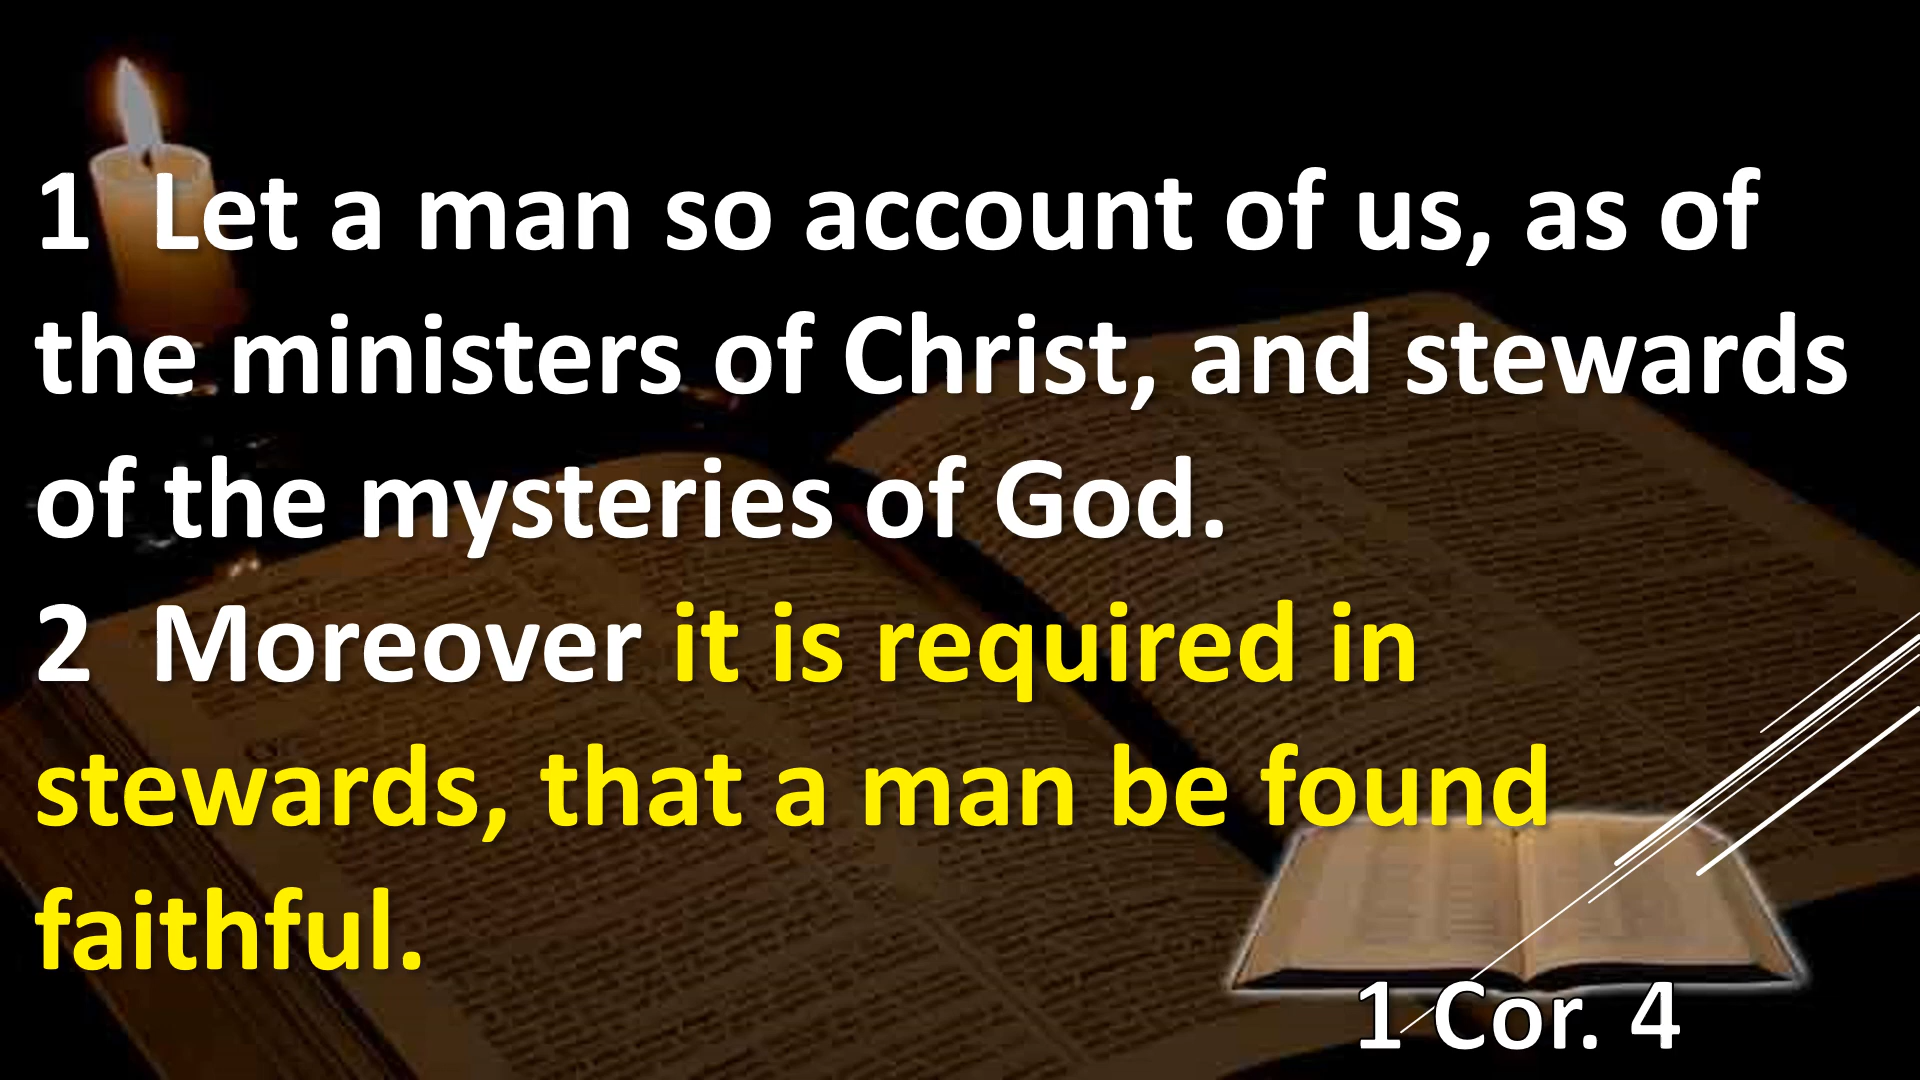 1  Let a man so account of us, as of
the ministers of Christ, and stewards
of the mysteries of God.
2  Moreover it is required in
stewards, that a man be found
faithful.
1 Cor. 4